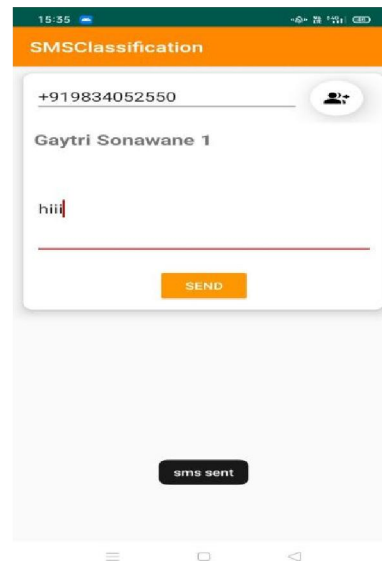 15:35
SMSClassification
+919834052550
Gaytri Sonawane 1
hiii
SEND
sms sent